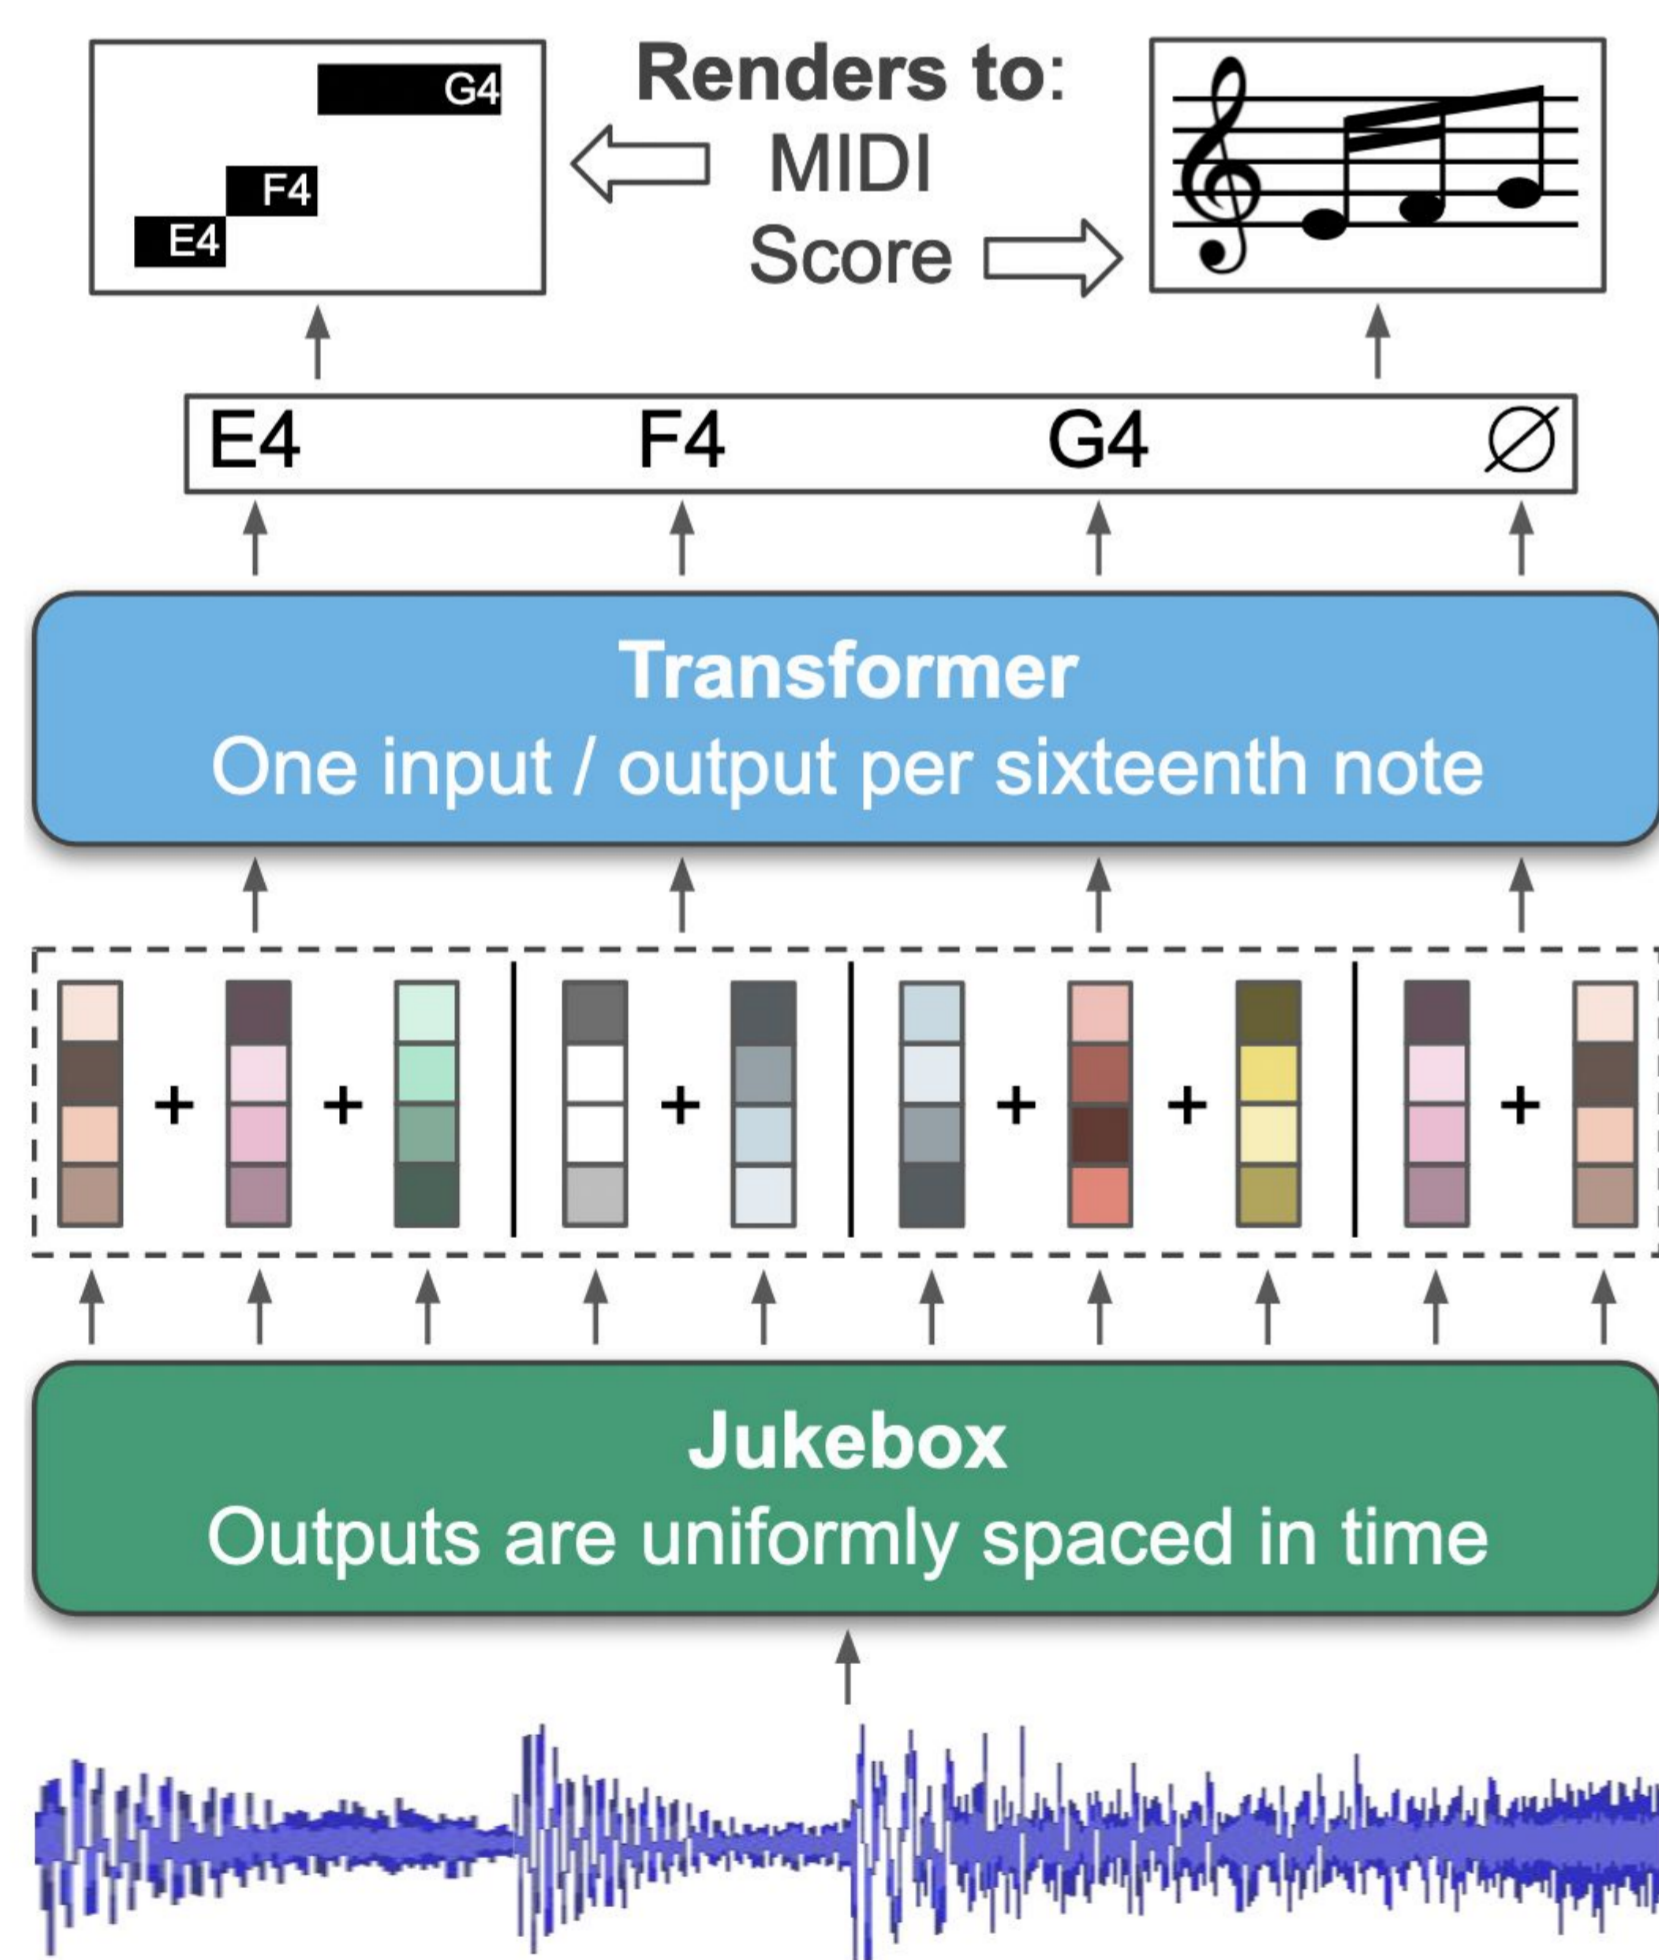 G4
F4
E4
Renders to:
MIDI
Score
E4 F4 G4 ∅
Transformer
One input / output per sixteenth note
+ + + + + +
Jukebox
Outputs are uniformly spaced in time